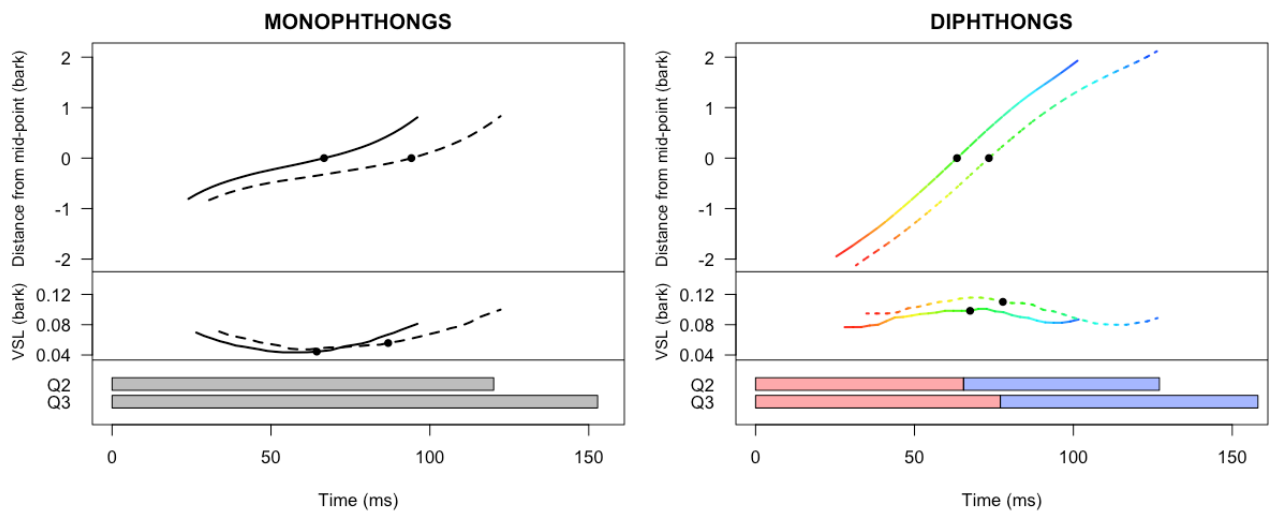 MONOPHTHONGS
Distance from mid-point (bark)
2
1
0
-1
-2
VSL (bark)
0.12
0.08
0.04
Q2
Q3
0 50 100 150
Time (ms)
DIPHTHONGS
Distance from mid-point (bark)
2
1
0
-1
-2
VSL (bark)
0.12
0.08
0.04
Q2
Q3
0 50 100 150
Time (ms)